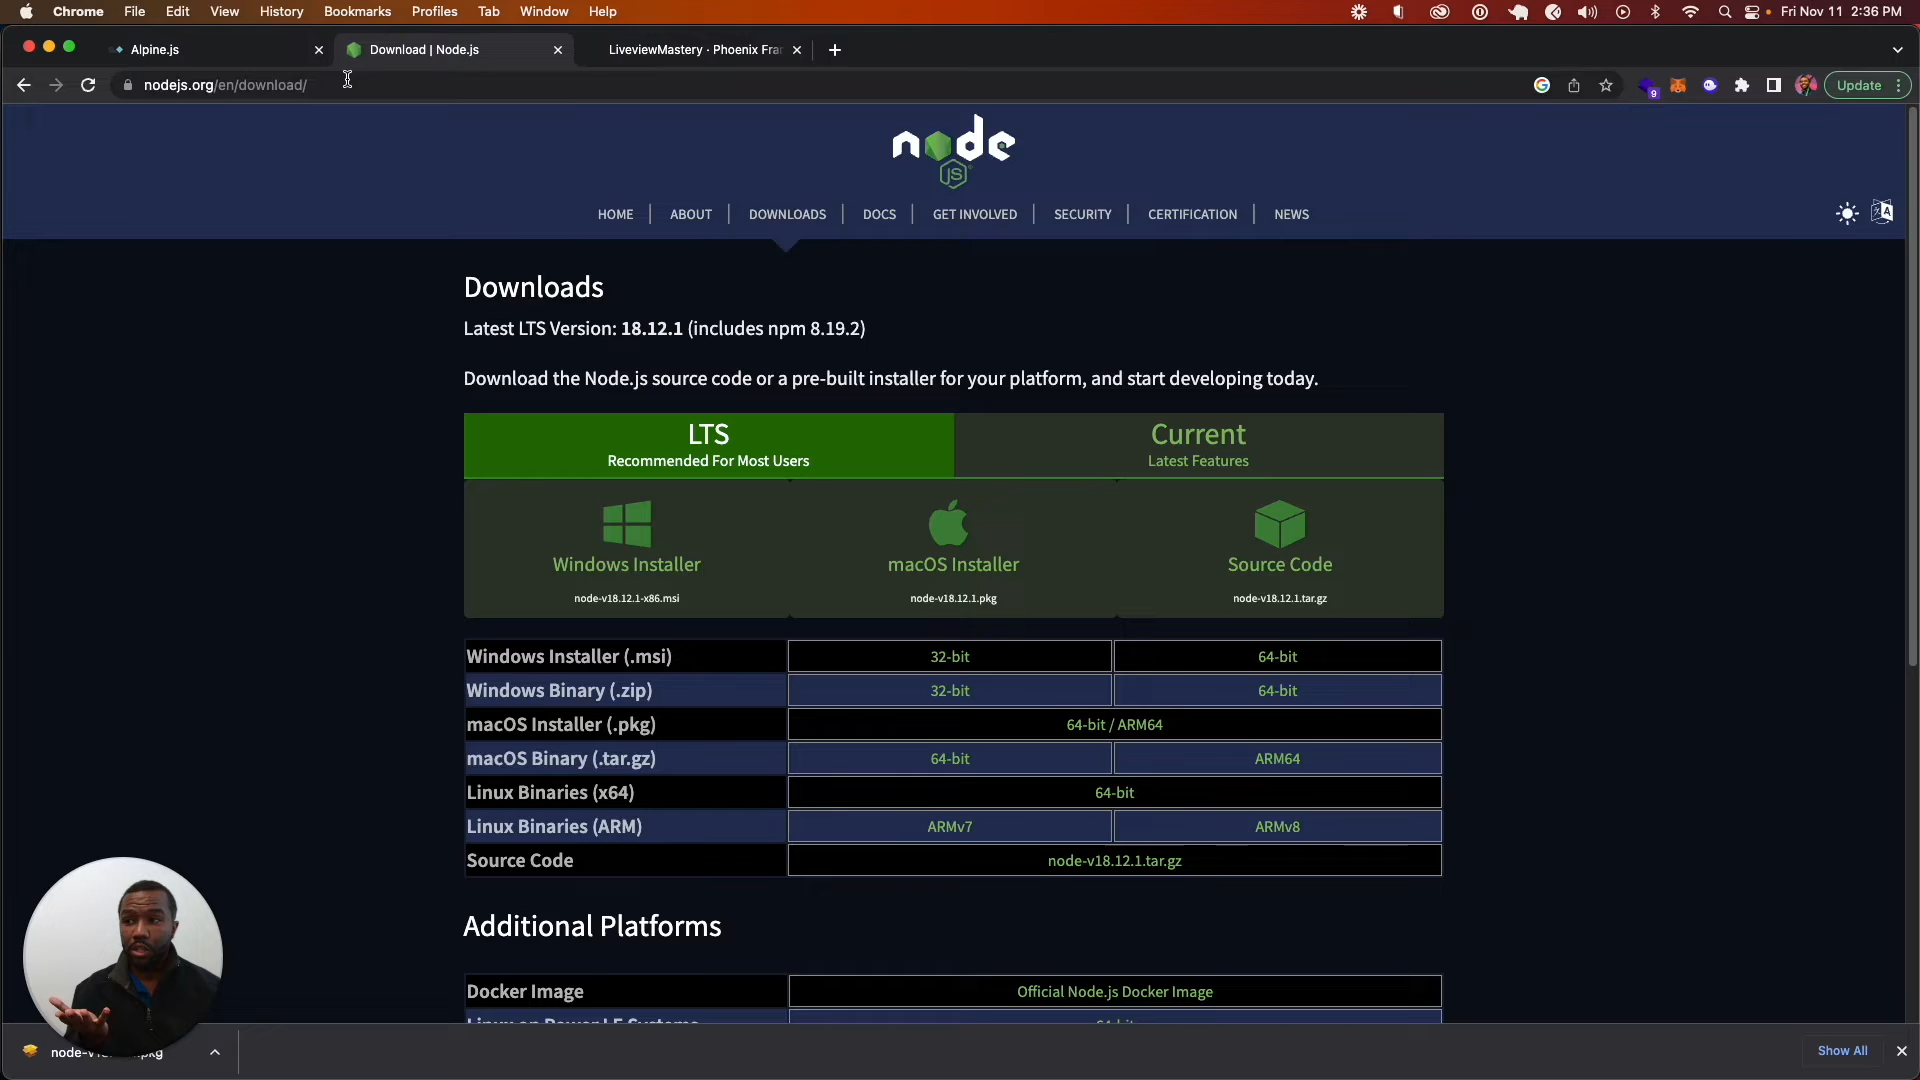 Chrome File Edit View History Bookmarks Profiles Tab Window Help Fri Nov 11 2:36 PM
Alpine.js Download | Node.js LiveviewMastery · Phoenix Fra
nodejs.org/en/download/ 9 Update
node
JS
HOME ABOUT DOWNLOADS DOCS GET INVOLVED SECURITY CERTIFICATION NEWS
Downloads
Latest LTS Version: 18.12.1 (includes npm 8.19.2)
Download the Node.js source code or a pre-built installer for your platform, and start developing today.
LTS Current
Recommended For Most Users Latest Features
Windows Installer macOS Installer Source Code
node-v18.12.1-x86.msi node-v18.12.1.pkg node-v18.12.1.tar.gz
Windows Installer (.msi) 32-bit 64-bit
Windows Binary (.zip) 32-bit 64-bit
macOS Installer (.pkg) 64-bit / ARM64
macOS Binary (.tar.gz) 64-bit ARM64
Linux Binaries (x64) 64-bit
Linux Binaries (ARM) ARMv7 ARMv8
Source Code node-v18.12.1.tar.gz
Additional Platforms
Docker Image Official Node.js Docker Image
Show All